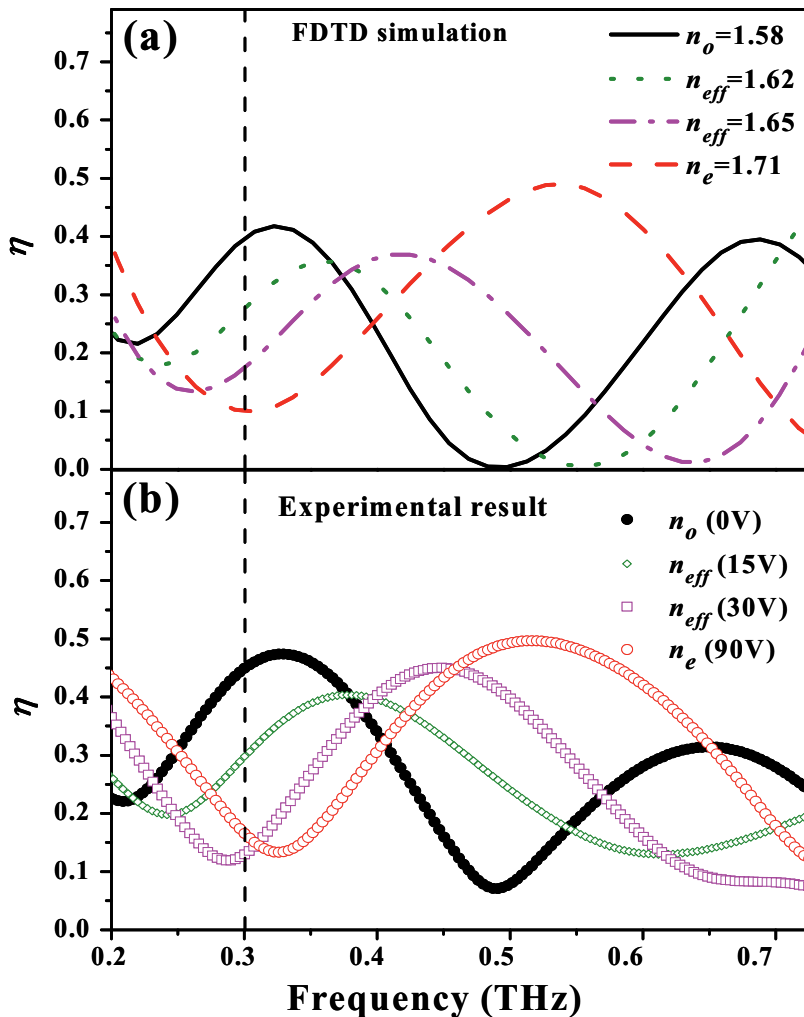 (a) FDTD simulation
n_o=1.58
n_eff=1.62
n_eff=1.65
n_e=1.71
0.7
0.6
0.5
0.4
0.3
0.2
0.1
0.0
η
(b) Experimental result
n_o (0V)
n_eff (15V)
n_eff (30V)
n_e (90V)
0.7
0.6
0.5
0.4
0.3
0.2
0.1
0.0
η
0.2 0.3 0.4 0.5 0.6 0.7
Frequency (THz)